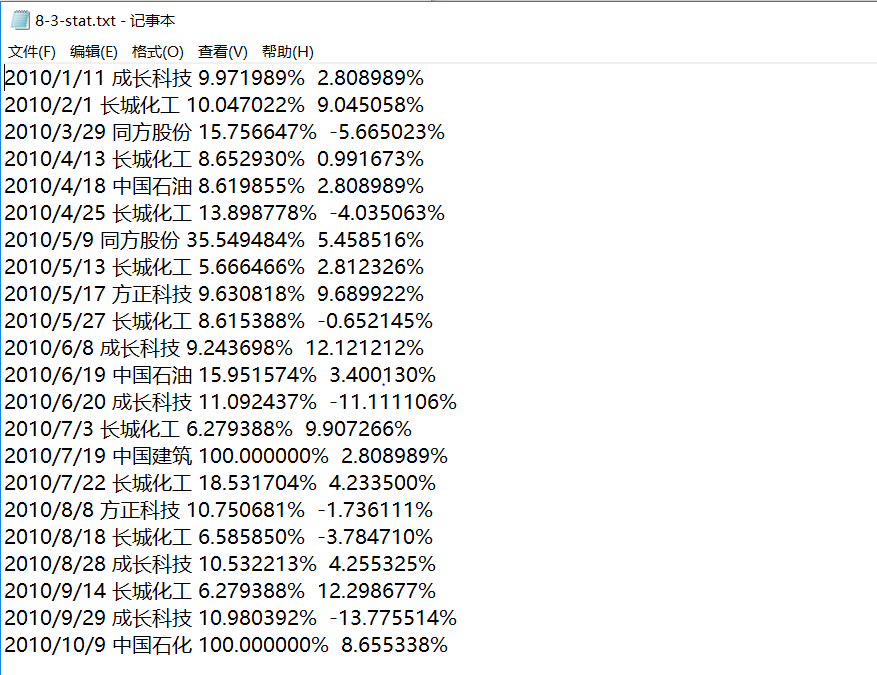 8-3-stat.txt - 记事本
文件(F) 编辑(E) 格式(O) 查看(V) 帮助(H)
2010/1/11 成长科技 9.971989%  2.808989%
2010/2/1 长城化工 10.047022%  9.045058%
2010/3/29 同方股份 15.756647%  -5.665023%
2010/4/13 长城化工 8.652930%  0.991673%
2010/4/18 中国石油 8.619855%  2.808989%
2010/4/25 长城化工 13.898778%  -4.035063%
2010/5/9 同方股份 35.549484%  5.458516%
2010/5/13 长城化工 5.666466%  2.812326%
2010/5/17 方正科技 9.630818%  9.689922%
2010/5/27 长城化工 8.615388%  -0.652145%
2010/6/8 成长科技 9.243698%  12.121212%
2010/6/19 中国石油 15.951574%  3.400130%
2010/6/20 成长科技 11.092437%  -11.111106%
2010/7/3 长城化工 6.279388%  9.907266%
2010/7/19 中国建筑 100.000000%  2.808989%
2010/7/22 长城化工 18.531704%  4.233500%
2010/8/8 方正科技 10.750681%  -1.736111%
2010/8/18 长城化工 6.585850%  -3.784710%
2010/8/28 成长科技 10.532213%  4.255325%
2010/9/14 长城化工 6.279388%  12.298677%
2010/9/29 成长科技 10.980392%  -13.775514%
2010/10/9 中国石化 100.000000%  8.655338%